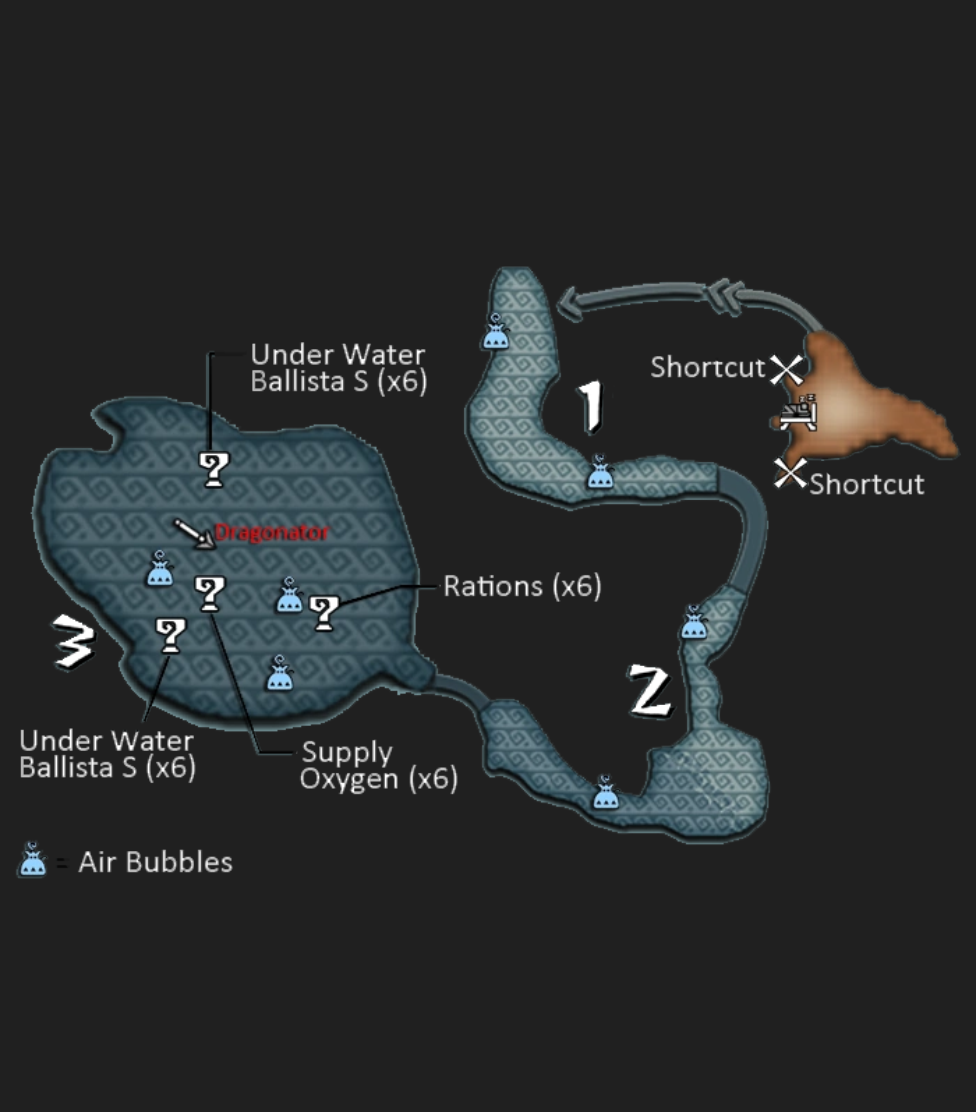 Under Water
Ballista S (x6)
Shortcut
1
Shortcut
Dragonator
Rations (x6)
3
2
Under Water
Ballista S (x6)
Supply
Oxygen (x6)
= Air Bubbles